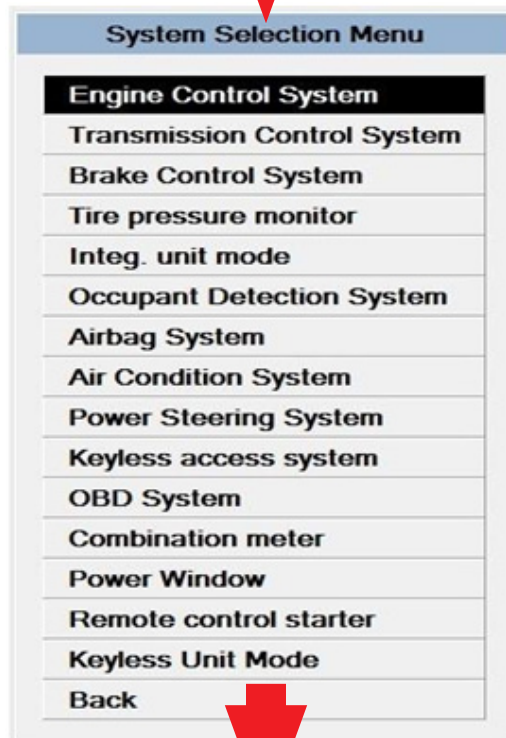 System Selection Menu
Engine Control System
Transmission Control System
Brake Control System
Tire pressure monitor
Integ. unit mode
Occupant Detection System
Airbag System
Air Condition System
Power Steering System
Keyless access system
OBD System
Combination meter
Power Window
Remote control starter
Keyless Unit Mode
Back